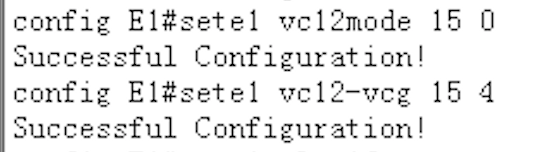 config E1#sete1 vc12mode 15 0
Successful Configuration!
config E1#sete1 vc12-vcg 15 4
Successful Configuration!